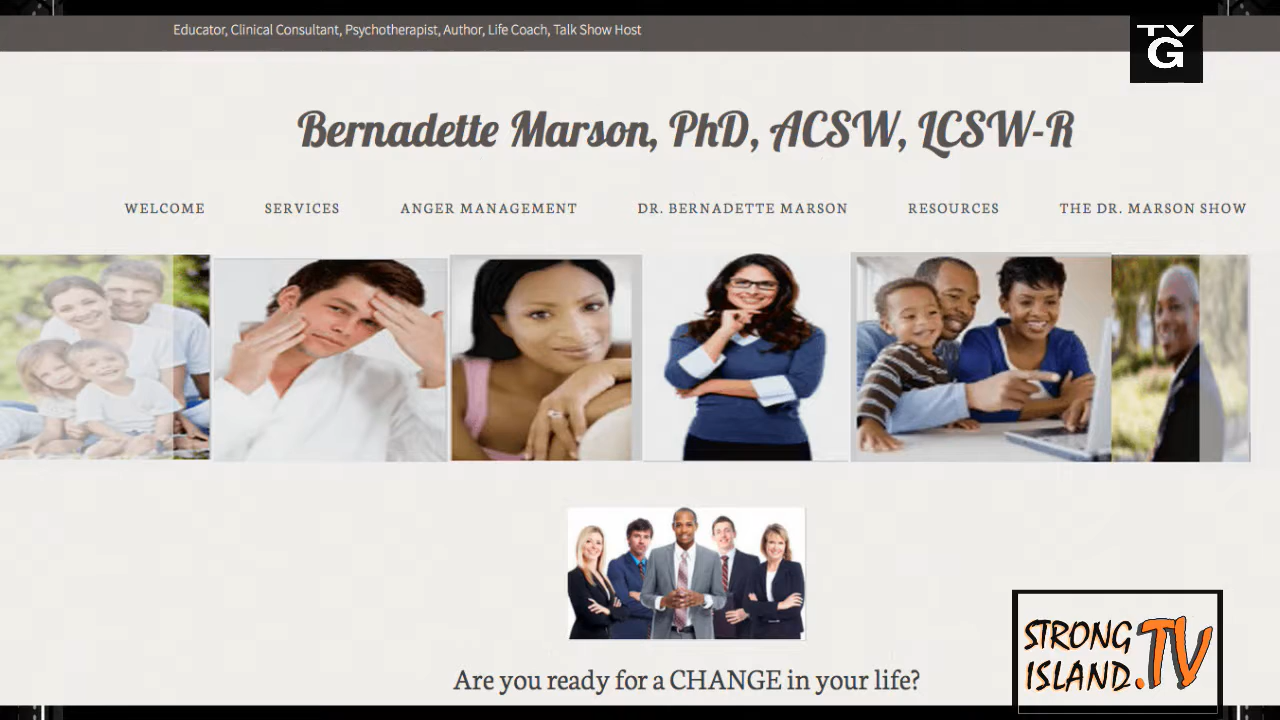 Educator, Clinical Consultant, Psychotherapist, Author, Life Coach, Talk Show Host
TV
G
Bernadette Marson, PhD, ACSW, LCSW-R
WELCOME SERVICES ANGER MANAGEMENT DR. BERNADETTE MARSON RESOURCES THE DR. MARSON SHOW
Are you ready for a CHANGE in your life?
STRONG
ISLAND.TV